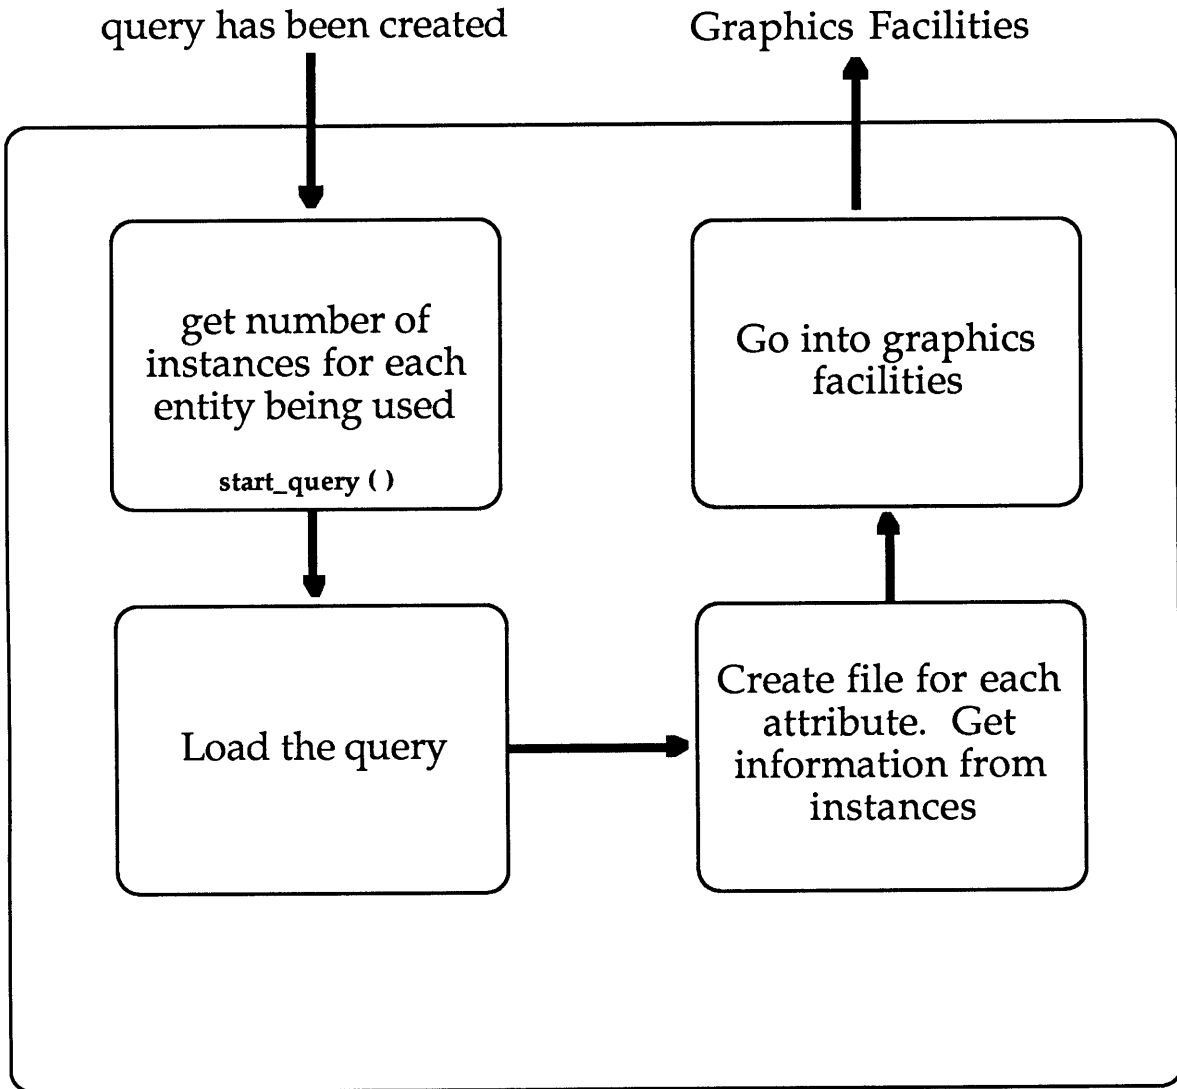 query has been created
Graphics Facilities
get number of
instances for each
entity being used
start_query ( )
Go into graphics
facilities
Load the query
Create file for each
attribute. Get
information from
instances